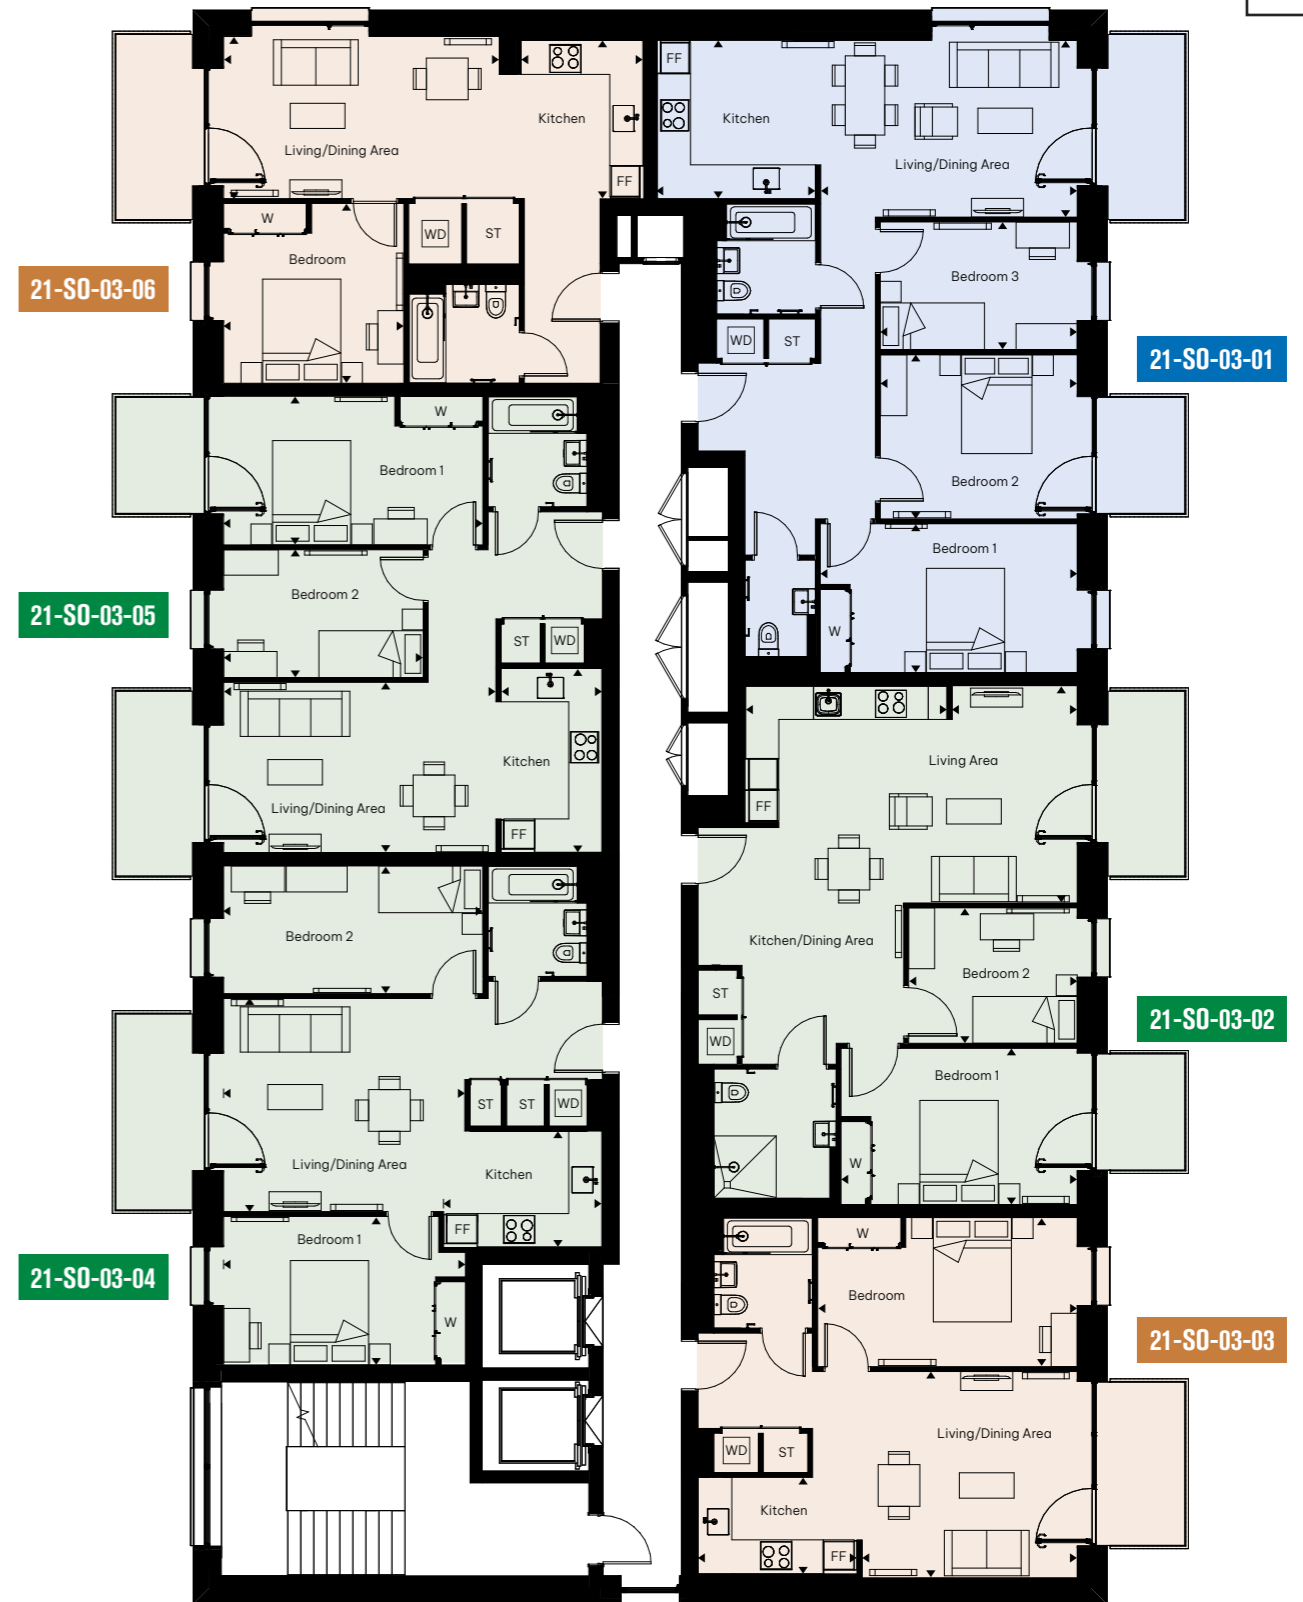 Living/Dining Area
Kitchen
FF
W
WD
ST
Bedroom
21-SO-03-06
FF
Kitchen
Living/Dining Area
WD
ST
Bedroom 3
Bedroom 2
Bedroom 1
W
21-SO-03-01
W
Bedroom 1
Bedroom 2
ST
WD
Kitchen
Living/Dining Area
FF
21-SO-03-05
Living Area
FF
Kitchen/Dining Area
ST
WD
Bedroom 2
Bedroom 1
W
21-SO-03-02
Bedroom 2
ST
ST
WD
Living/Dining Area
Kitchen
FF
Bedroom 1
W
21-SO-03-04
W
Bedroom
WD
ST
Living/Dining Area
Kitchen
FF
21-SO-03-03